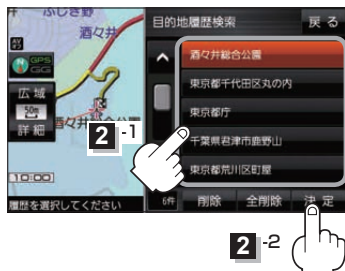 ふじき野
目的地履歴検索
戻る
酒々井
AV
GPS
GG
広域
50m
詳細
酒々井総合公園
東京都千代田区丸の内
東京都庁
千葉県君津市鹿野山
東京都荒川区町屋
酒々井
2 -1
10:00
履歴を選択してください
6件
削除
全削除
決定
2 -2